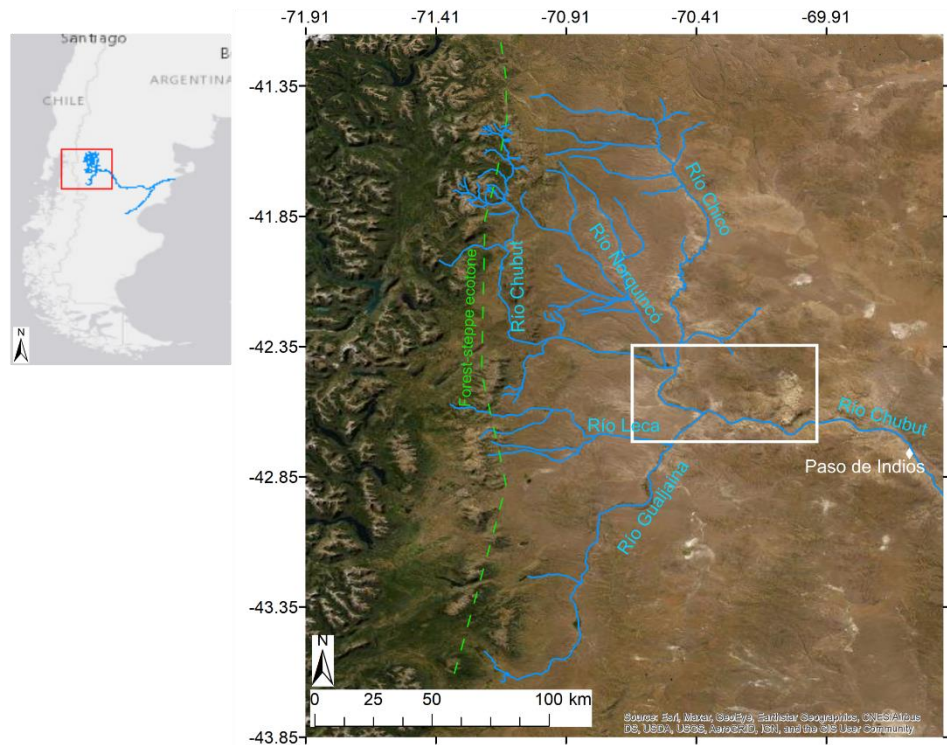 Santiago
B
ARGENTINA
CHILE
N
-71.91
-71.41
-70.91
-70.41
-69.91
-41.35
-41.85
-42.35
-42.85
-43.35
-43.85
Río Chico
Río Ñorquincó
Río Chubut
Forest-steppe ecotone
Río Leca
Río Chubut
Paso de Indios
Río Gualjaina
N
0 25 50 100 km
Source: Esri, Maxar, GeoEye, Earthstar Geographics, CNES/Airbus
DS, USDA, USGS, AeroGRID, IGN, and the GIS User Community